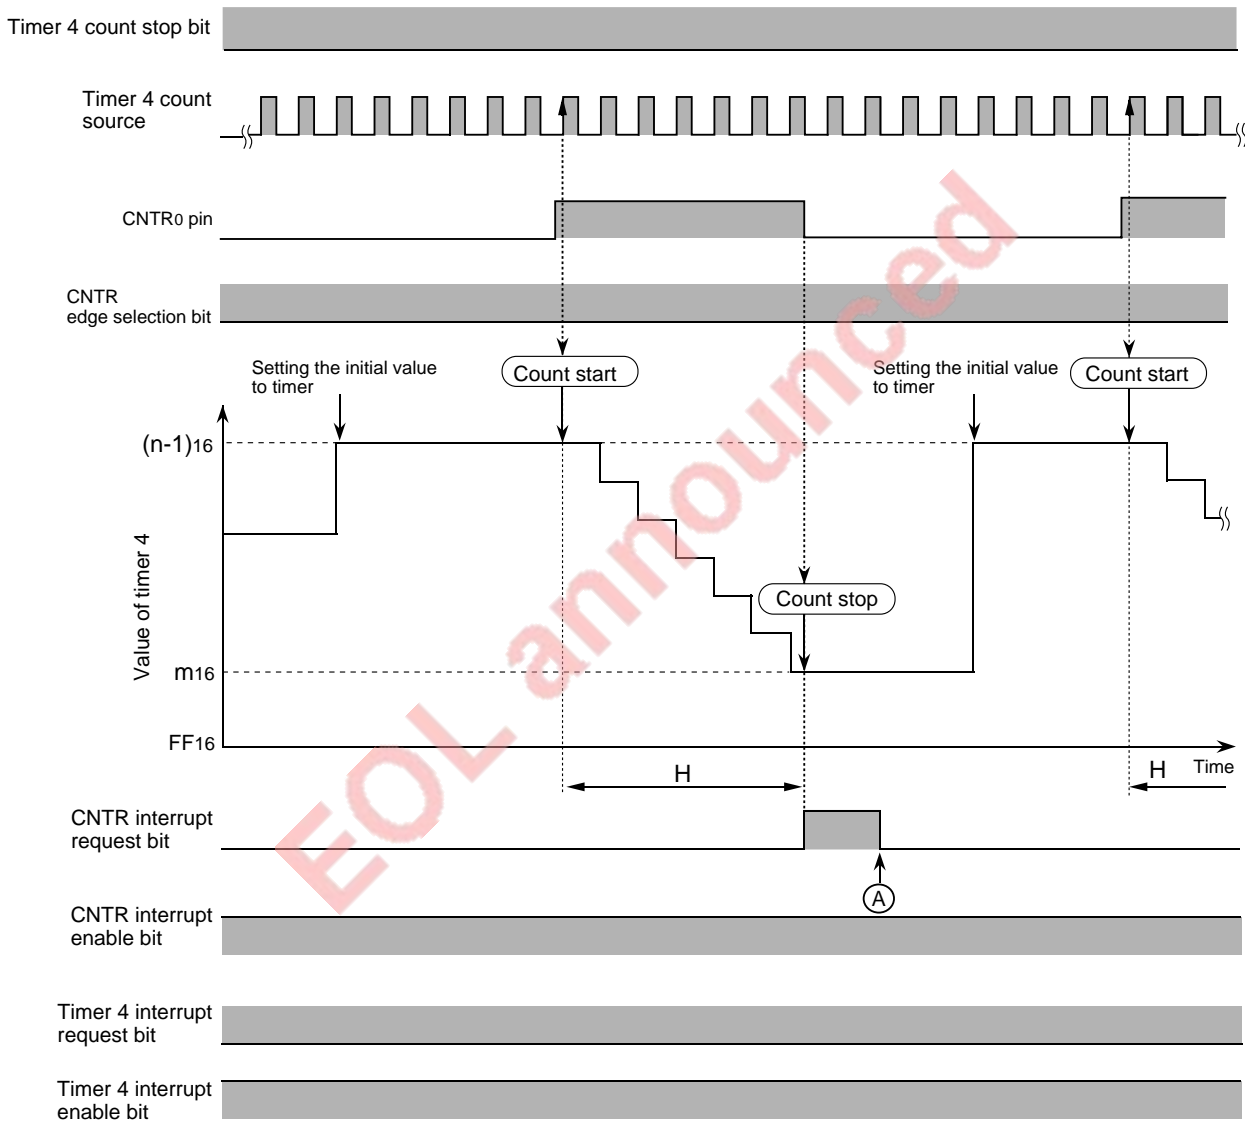 Timer 4 count stop bit
Timer 4 count
source
CNTR0 pin
CNTR
edge selection bit
Setting the initial value
to timer
Count start
Setting the initial value
to timer
Count start
(n-1)16
Value of timer 4
Count stop
m16
FF16
H
H
Time
CNTR interrupt
request bit
A
CNTR interrupt
enable bit
Timer 4 interrupt
request bit
Timer 4 interrupt
enable bit
EOL announced